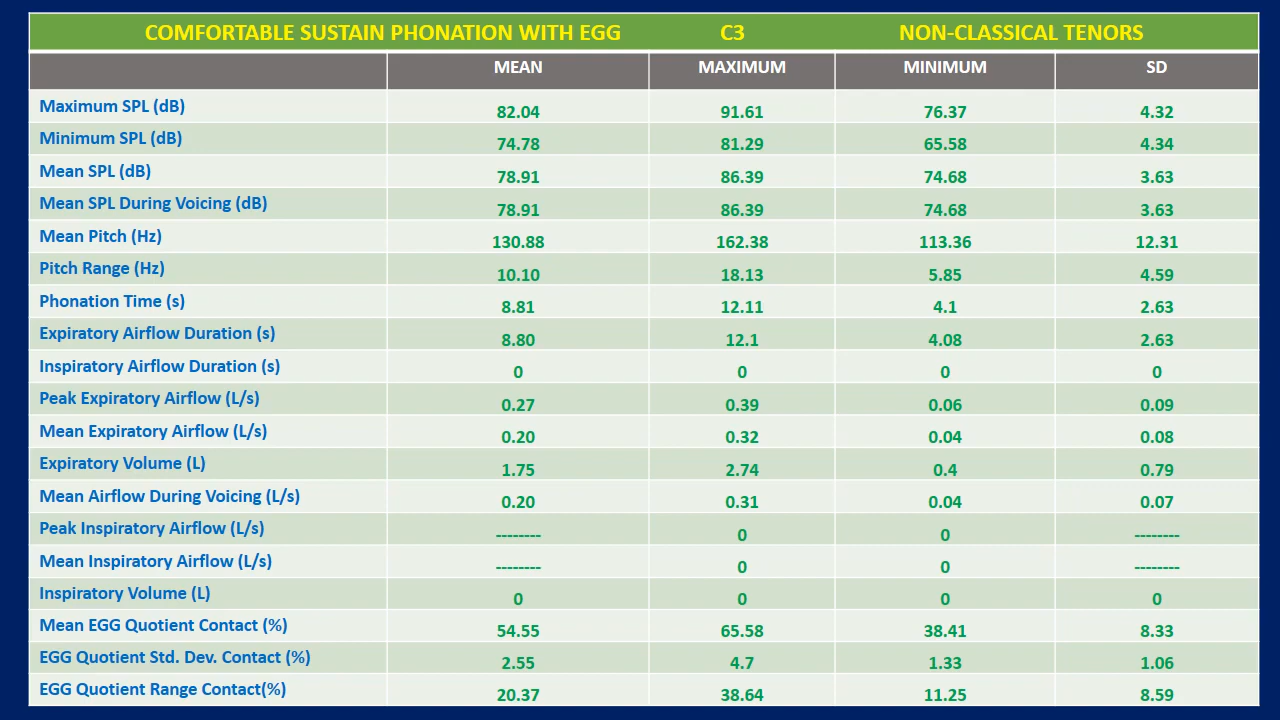 COMFORTABLE SUSTAIN PHONATION WITH EGG C3 NON-CLASSICAL TENORS
MEAN MAXIMUM MINIMUM SD
Maximum SPL (dB) 82.04 91.61 76.37 4.32
Minimum SPL (dB) 74.78 81.29 65.58 4.34
Mean SPL (dB) 78.91 86.39 74.68 3.63
Mean SPL During Voicing (dB) 78.91 86.39 74.68 3.63
Mean Pitch (Hz) 130.88 162.38 113.36 12.31
Pitch Range (Hz) 10.10 18.13 5.85 4.59
Phonation Time (s) 8.81 12.11 4.1 2.63
Expiratory Airflow Duration (s) 8.80 12.1 4.08 2.63
Inspiratory Airflow Duration (s) 0 0 0 0
Peak Expiratory Airflow (L/s) 0.27 0.39 0.06 0.09
Mean Expiratory Airflow (L/s) 0.20 0.32 0.04 0.08
Expiratory Volume (L) 1.75 2.74 0.4 0.79
Mean Airflow During Voicing (L/s) 0.20 0.31 0.04 0.07
Peak Inspiratory Airflow (L/s) -------- 0 0 --------
Mean Inspiratory Airflow (L/s) -------- 0 0 --------
Inspiratory Volume (L) 0 0 0 0
Mean EGG Quotient Contact (%) 54.55 65.58 38.41 8.33
EGG Quotient Std. Dev. Contact (%) 2.55 4.7 1.33 1.06
EGG Quotient Range Contact(%) 20.37 38.64 11.25 8.59